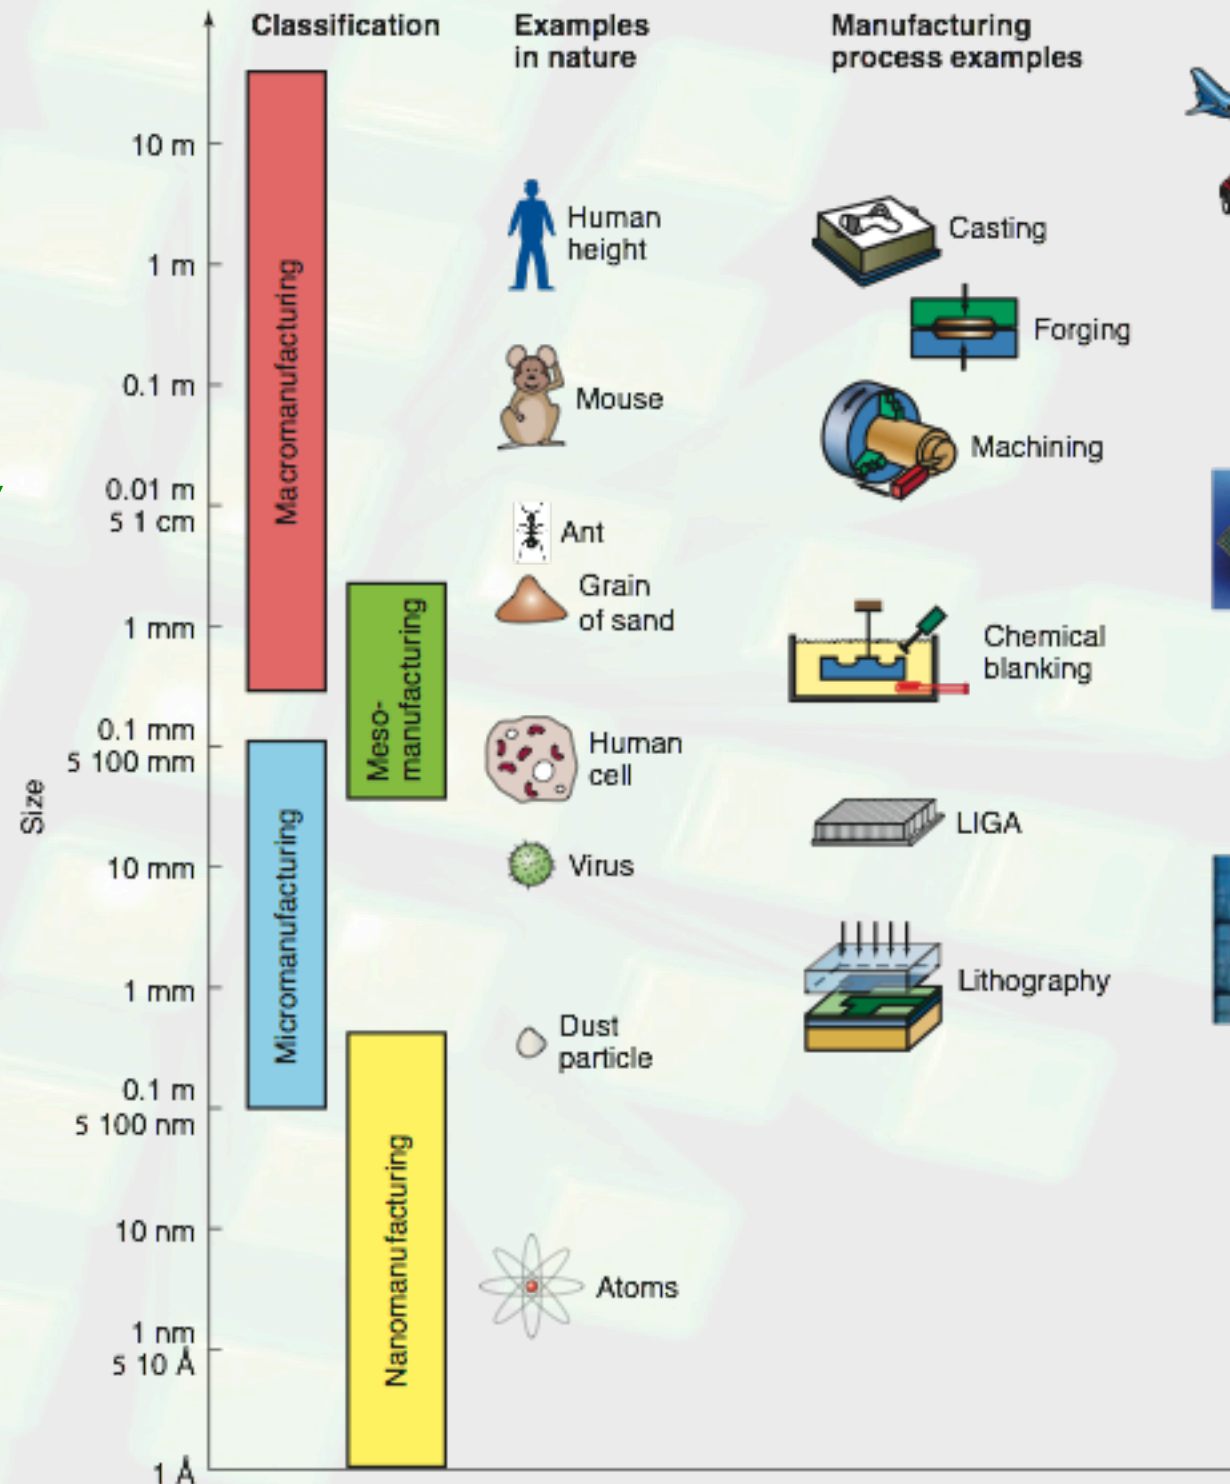 Classification
Examples
in nature
Manufacturing
process examples
10 m
1 m
0.1 m
0.01 m
5 1 cm
1 mm
0.1 mm
5 100 mm
10 mm
1 mm
0.1 m
5 100 nm
10 nm
1 nm
5 10 Å
1 Å
Size
Macromanufacturing
Meso-
manufacturing
Micromanufacturing
Nanomanufacturing
Human
height
Mouse
Ant
Grain
of sand
Human
cell
Virus
Dust
particle
Atoms
Casting
Forging
Machining
Chemical
blanking
LIGA
Lithography